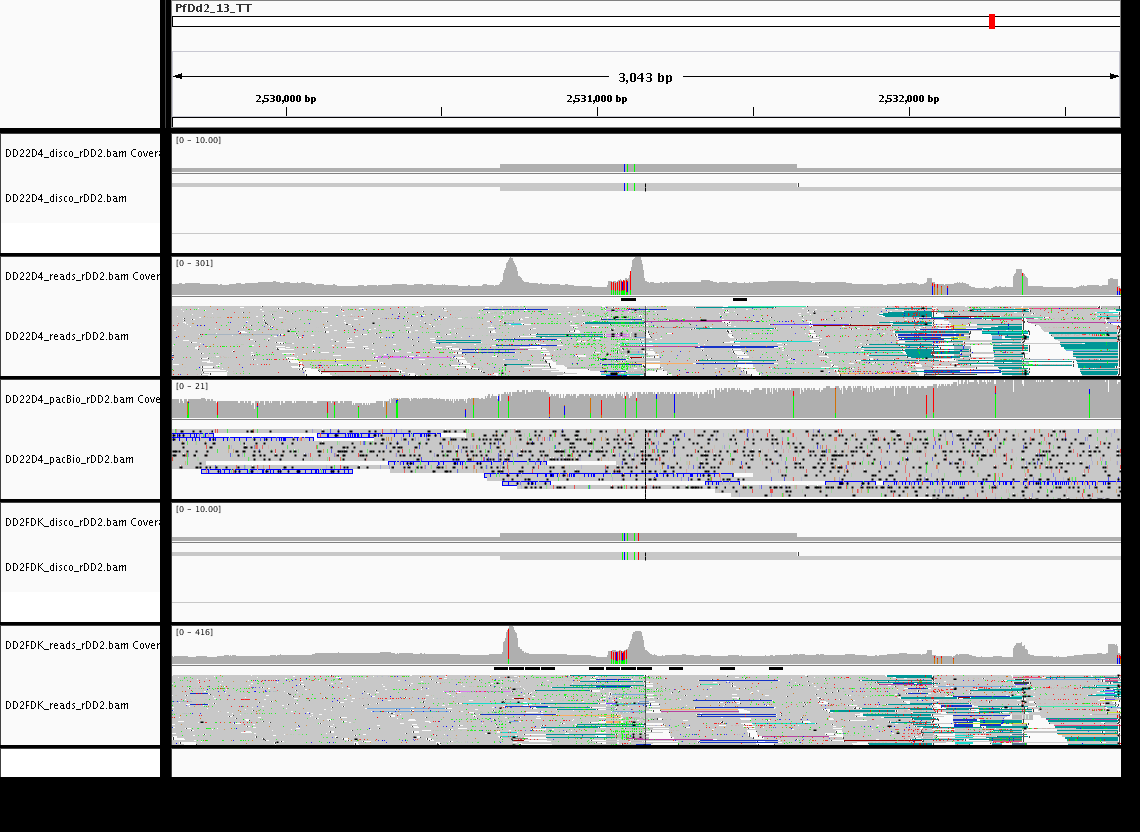 PfDd2_13_TT
3,043 bp
2,530,000 bp 2,531,000 bp 2,532,000 bp
[0 - 10.00]
DD22D4_disco_rDD2.bam Covera
DD22D4_disco_rDD2.bam
[0 - 301]
DD22D4_reads_rDD2.bam Cover
DD22D4_reads_rDD2.bam
[0 - 21]
DD22D4_pacBio_rDD2.bam Cove
DD22D4_pacBio_rDD2.bam
[0 - 10.00]
DD2FDK_disco_rDD2.bam Covera
DD2FDK_disco_rDD2.bam
[0 - 416]
DD2FDK_reads_rDD2.bam Cover
DD2FDK_reads_rDD2.bam